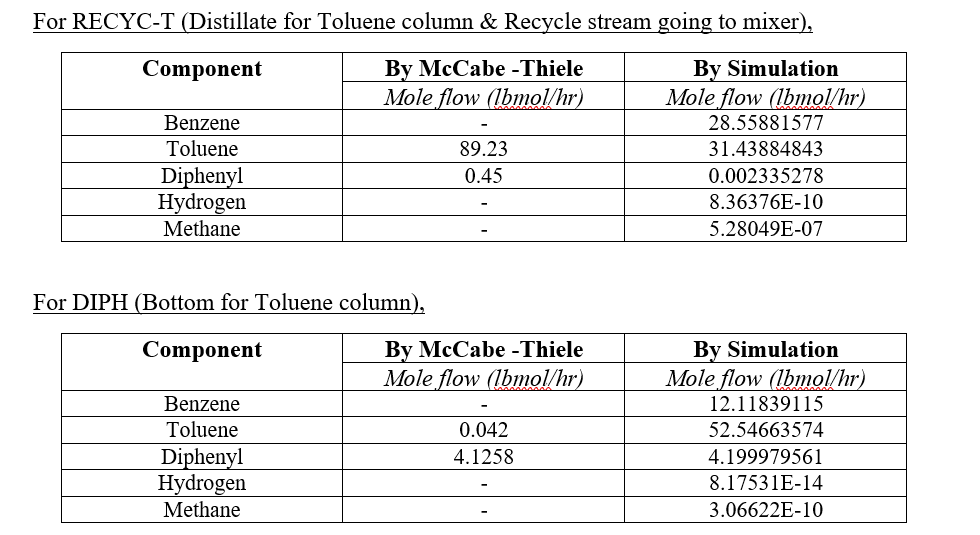 For RECYC-T (Distillate for Toluene column & Recycle stream going to mixer),
Component By McCabe -Thiele By Simulation
Mole flow (lbmol/hr) Mole flow (lbmol/hr)
Benzene - 28.55881577
Toluene 89.23 31.43884843
Diphenyl 0.45 0.002335278
Hydrogen - 8.36376E-10
Methane - 5.28049E-07
For DIPH (Bottom for Toluene column),
Component By McCabe -Thiele By Simulation
Mole flow (lbmol/hr) Mole flow (lbmol/hr)
Benzene - 12.11839115
Toluene 0.042 52.54663574
Diphenyl 4.1258 4.199979561
Hydrogen - 8.17531E-14
Methane - 3.06622E-10